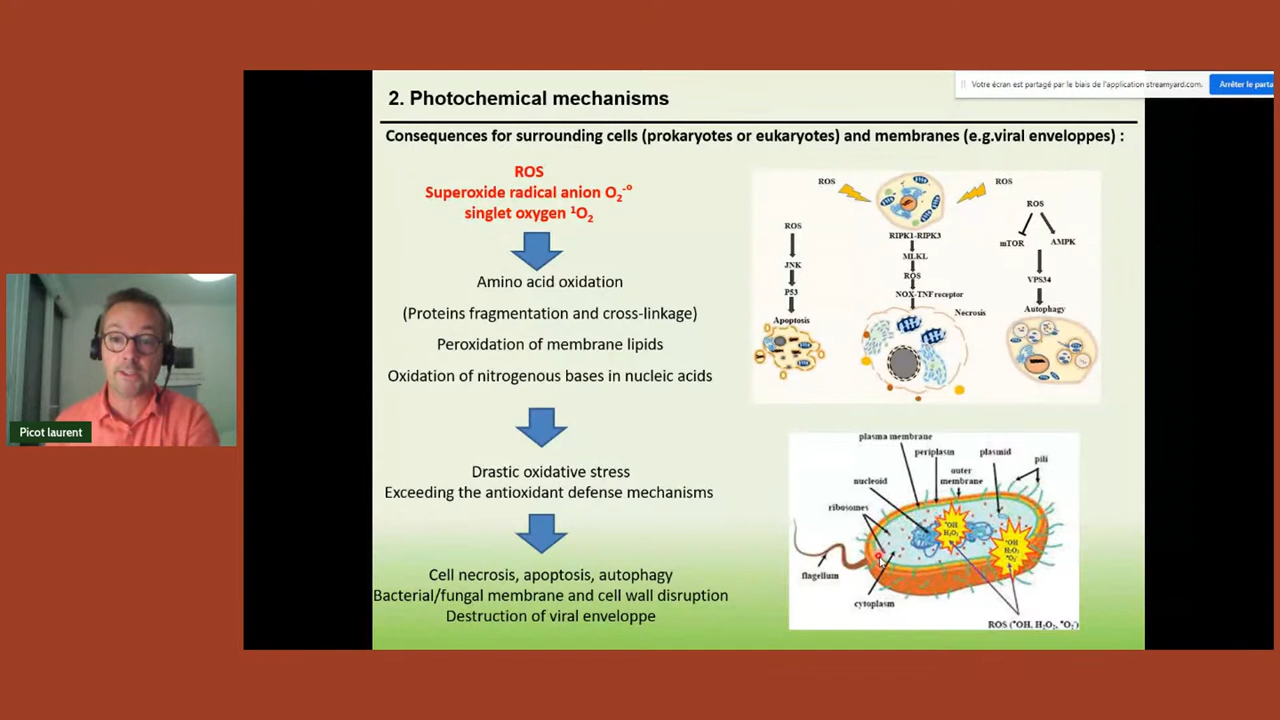 Votre écran est partagé par le biais de l'application streamyard.com.
Arrêter le parta
2. Photochemical mechanisms
Consequences for surrounding cells (prokaryotes or eukaryotes) and membranes (e.g.viral enveloppes) :
ROS
Superoxide radical anion O₂⁻°
singlet oxygen ¹O₂
Amino acid oxidation
(Proteins fragmentation and cross-linkage)
Peroxidation of membrane lipids
Oxidation of nitrogenous bases in nucleic acids
Drastic oxidative stress
Exceeding the antioxidant defense mechanisms
Cell necrosis, apoptosis, autophagy
Bacterial/fungal membrane and cell wall disruption
Destruction of viral enveloppe
ROS
ROS
ROS
JNK
P53
Apoptosis
RIPK1-RIPK3
MLKL
ROS
NOX-TNF receptor
Necrosis
ROS
mTOR
AMPK
VPS34
Autophagy
plasma membrane
periplasm
plasmid
pili
outer
membrane
nucleoid
ribosomes
flagellum
cytoplasm
•OH
H₂O₂
•OH
H₂O₂
•O₂⁻
ROS (•OH, H₂O₂, •O₂⁻)
Picot laurent